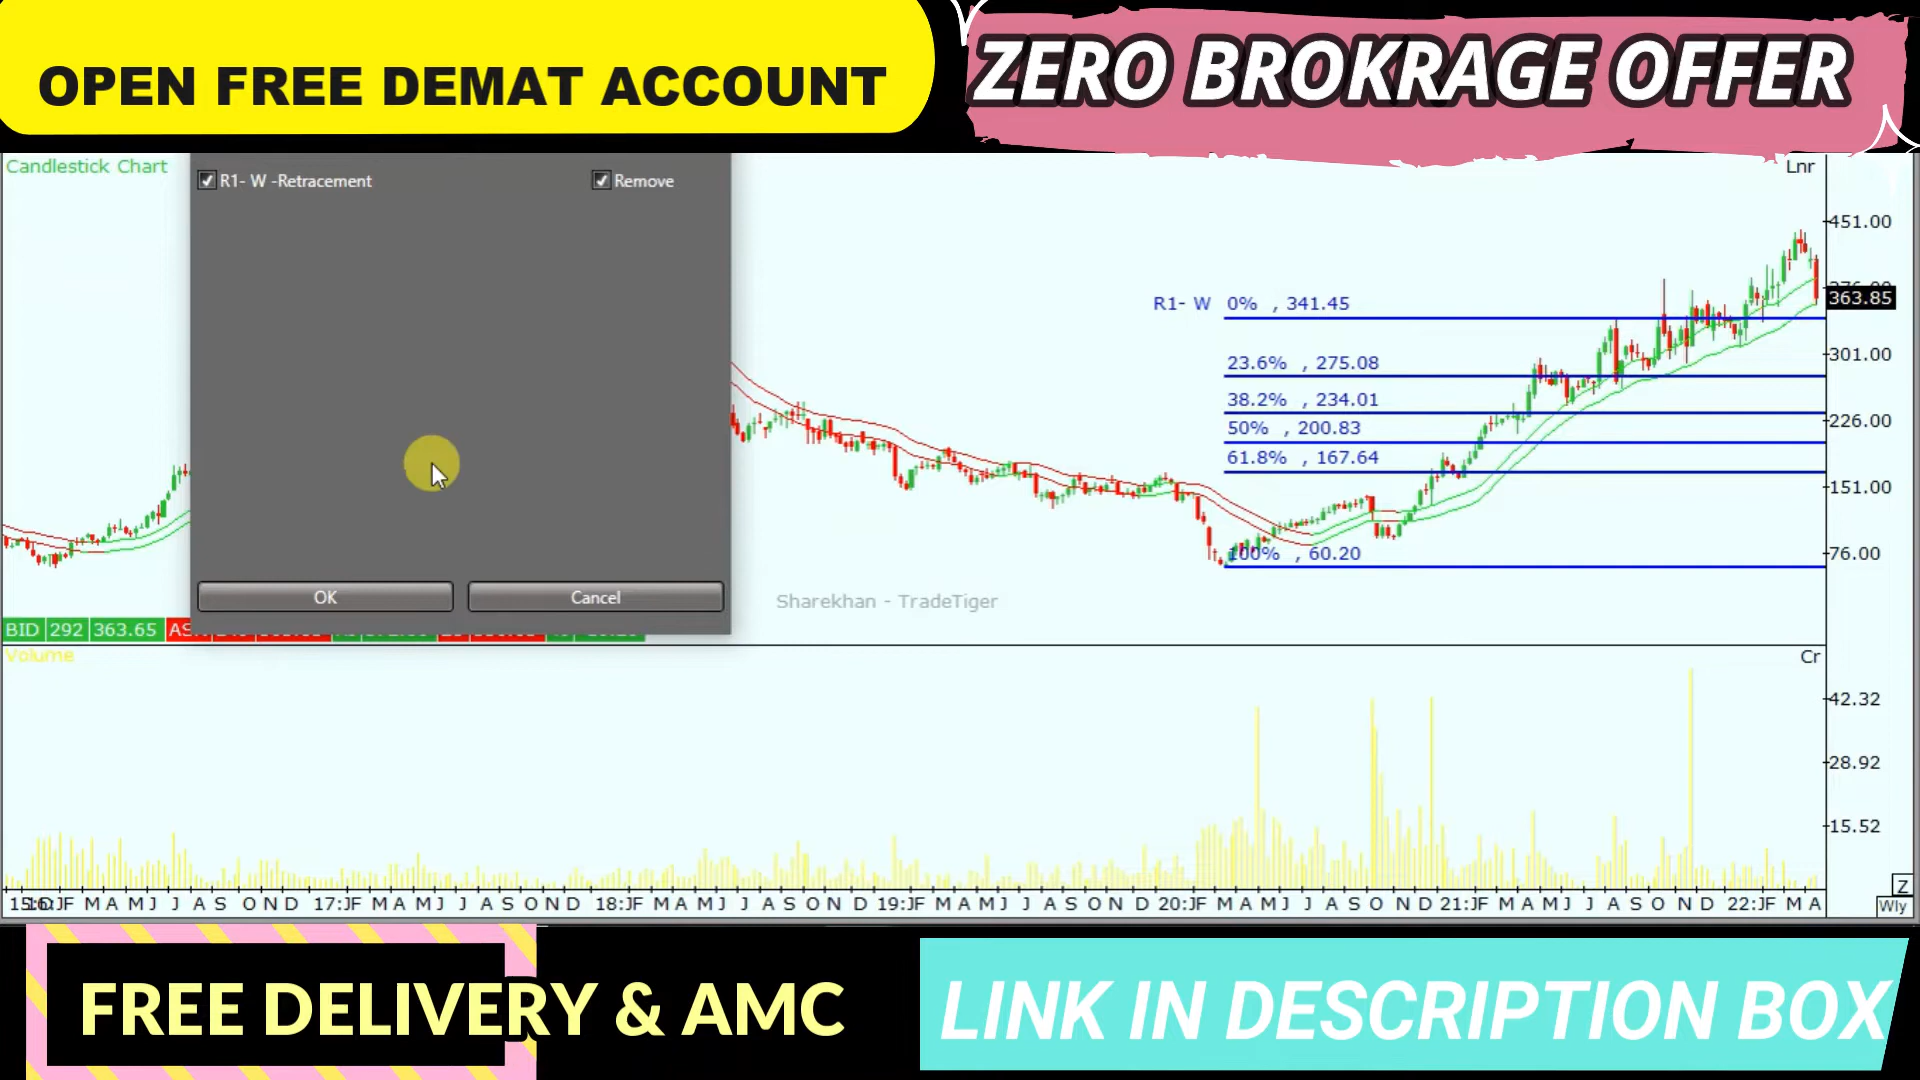 OPEN FREE DEMAT ACCOUNT
ZERO BROKRAGE OFFER
Candlestick Chart
R1- W -Retracement
Remove
Lnr
451.00
363.85
R1- W 0% , 341.45
301.00
23.6% , 275.08
38.2% , 234.01
226.00
50% , 200.83
61.8% , 167.64
151.00
100% , 60.20
76.00
OK
Cancel
Sharekhan - TradeTiger
BID 292 363.65
Volume
Cr
42.32
28.92
15.52
Z
JF M A M J J A S O N D 17:JF M A M J J A S O N D 18:JF M A M J J A S O N D 19:JF M A M J J A S O N D 20:JF M A M J J A S O N D 21:JF M A M J J A S O N D 22:JF M A
Wly
FREE DELIVERY & AMC
LINK IN DESCRIPTION BOX